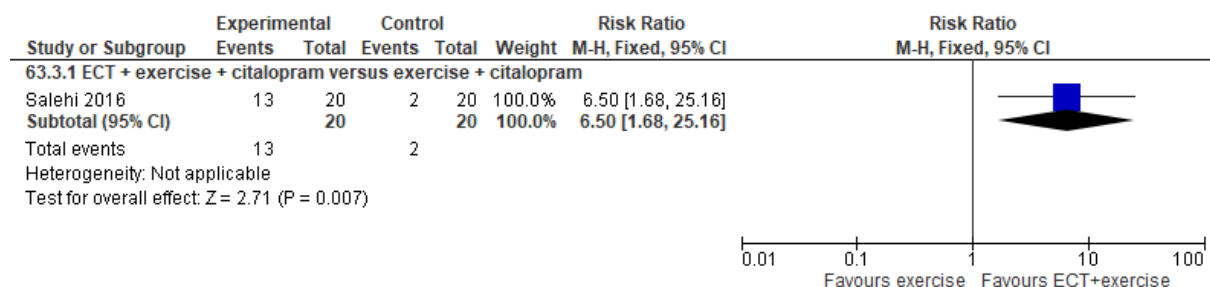 Experimental Control Risk Ratio Risk Ratio
Study or Subgroup Events Total Events Total Weight M-H, Fixed, 95% CI M-H, Fixed, 95% CI
63.3.1 ECT + exercise + citalopram versus exercise + citalopram
Salehi 2016 13 20 2 20 100.0% 6.50 [1.68, 25.16]
Subtotal (95% CI) 20 20 100.0% 6.50 [1.68, 25.16]
Total events 13 2
Heterogeneity: Not applicable
Test for overall effect: Z = 2.71 (P = 0.007)
0.01 0.1 1 10 100
Favours exercise Favours ECT+exercise